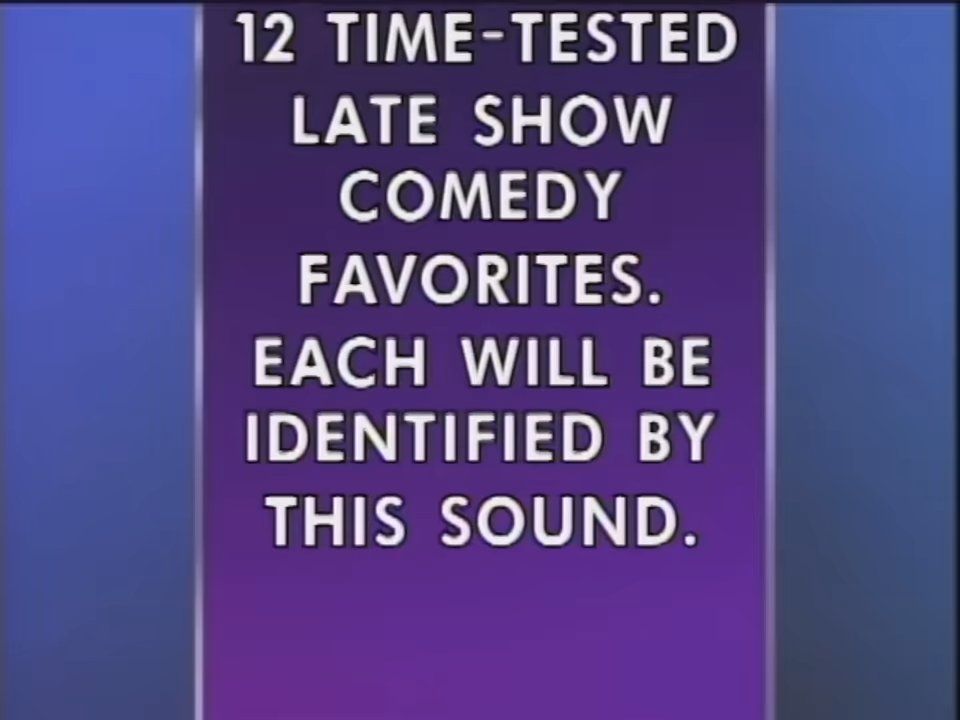 12 TIME-TESTED
LATE SHOW
COMEDY
FAVORITES.
EACH WILL BE
IDENTIFIED BY
THIS SOUND.